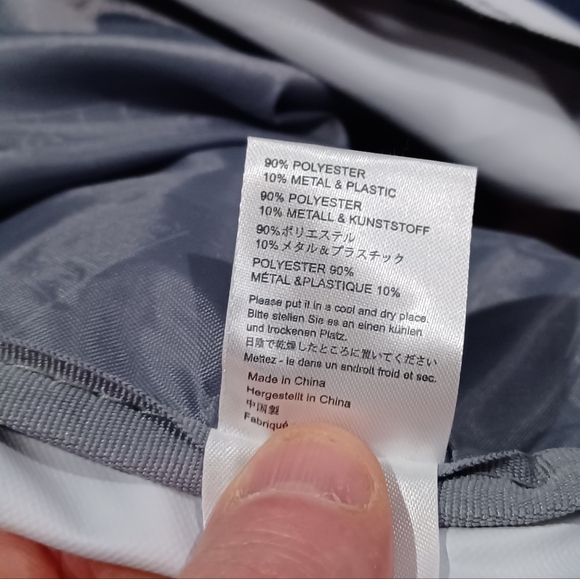 90% POLYESTER
10% METAL & PLASTIC
90% POLYESTER
10% METALL & KUNSTSTOFF
90%ポリエステル
10%メタル&プラスチック
POLYESTER 90%
MÉTAL &PLASTIQUE 10%
Please put it in a cool and dry place.
Bitte stellen Sie es an einen kühlen
und trockenen Platz.
日陰で乾燥したところに置いてください
Mettez - le dans un endroit froid et sec.
Made in China
Hergestellt in China
中国製
Fabriqué